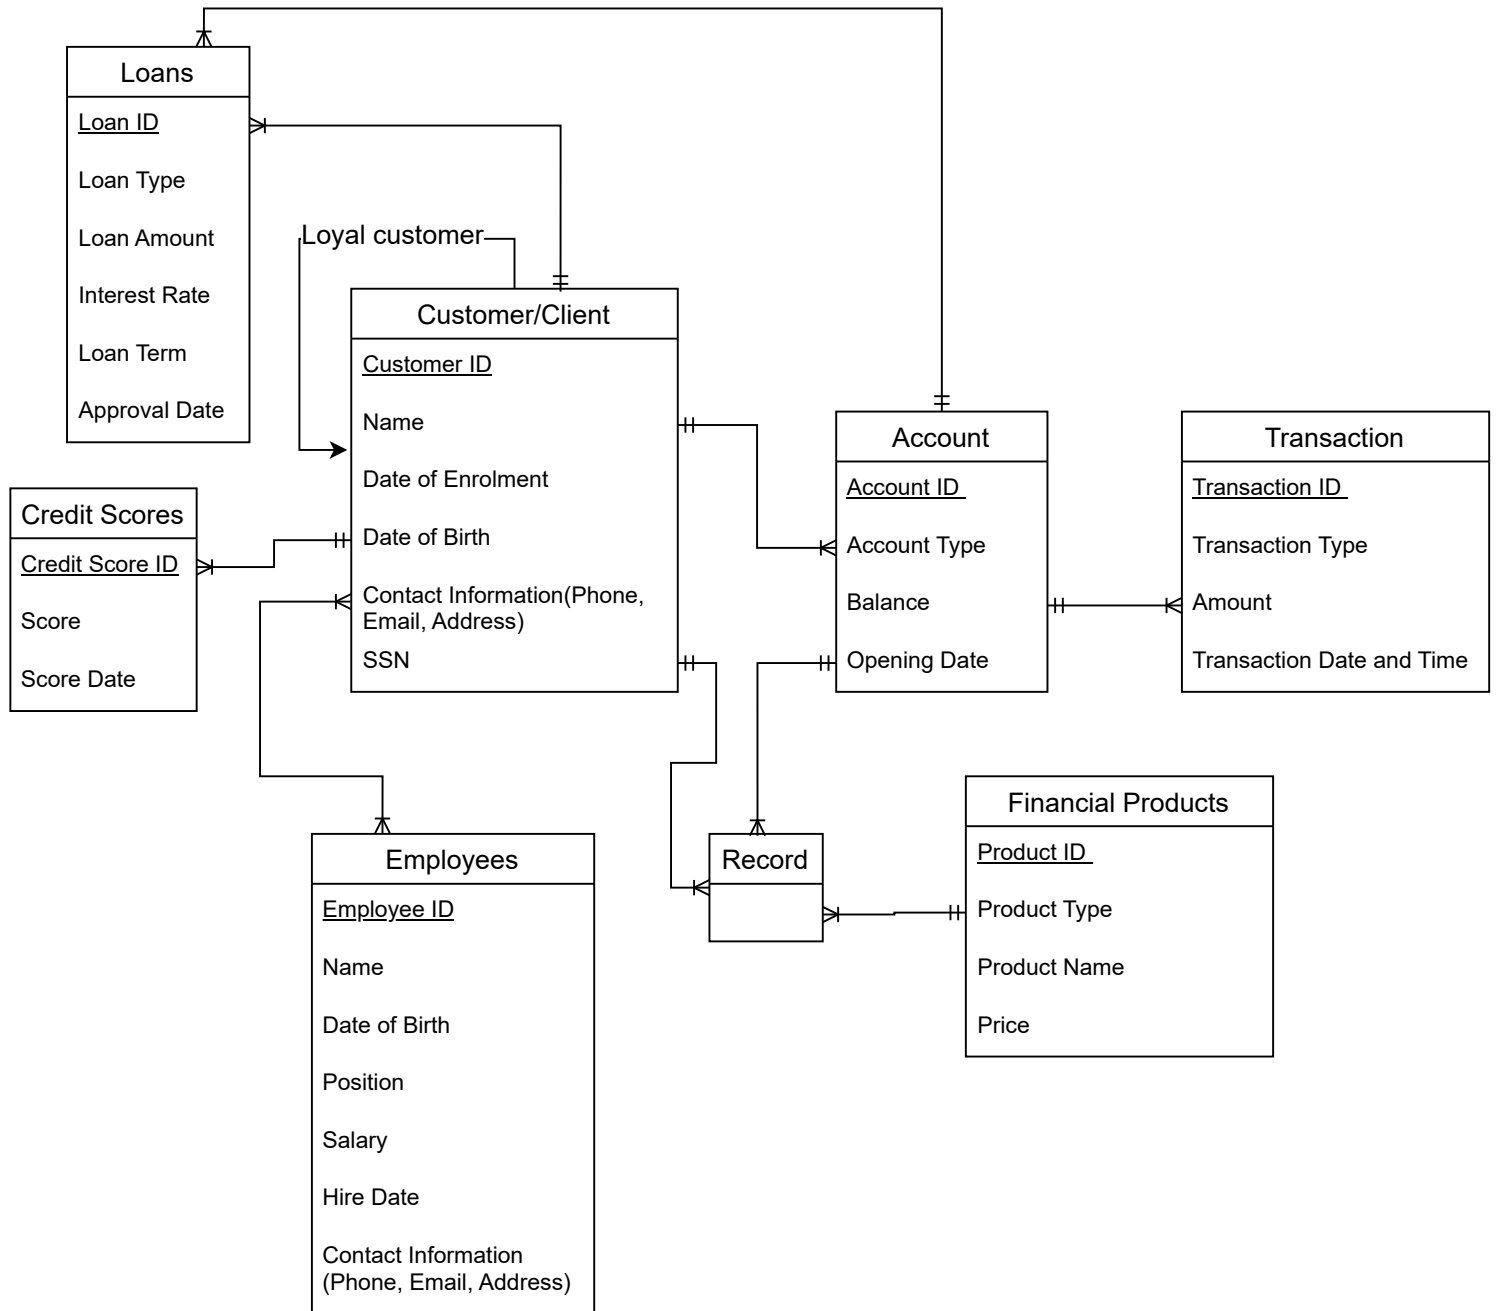 Loans
Loan ID
Loan Type
Loan Amount
Interest Rate
Loan Term
Approval Date
Loyal customer
Customer/Client
Customer ID
Name
Date of Enrolment
Date of Birth
Contact Information(Phone,
Email, Address)
SSN
Account
Account ID
Account Type
Balance
Opening Date
Transaction
Transaction ID
Transaction Type
Amount
Transaction Date and Time
Credit Scores
Credit Score ID
Score
Score Date
Employees
Employee ID
Name
Date of Birth
Position
Salary
Hire Date
Contact Information
(Phone, Email, Address)
Record
Financial Products
Product ID
Product Type
Product Name
Price